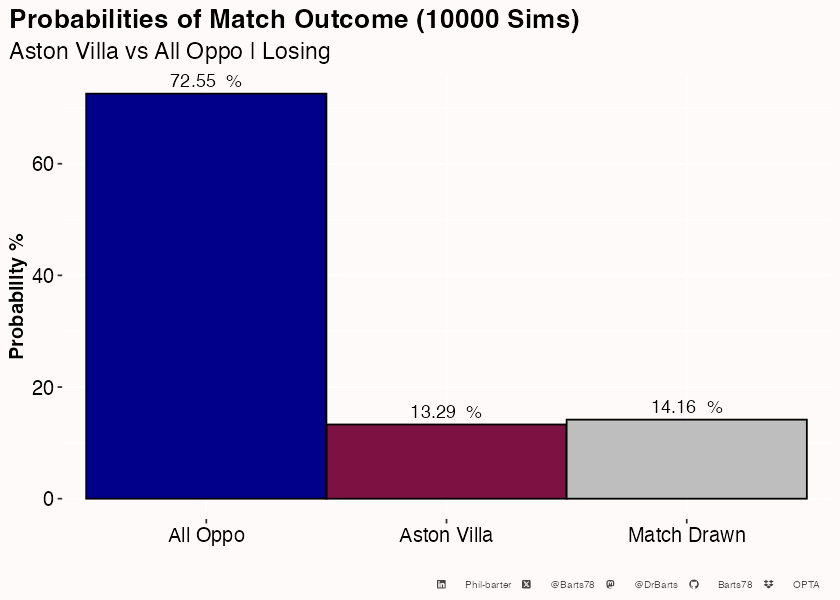 Probabilities of Match Outcome (10000 Sims)
Aston Villa vs All Oppo | Losing
72.55 %
60
Probability %
40
20
13.29 %
14.16 %
0
All Oppo Aston Villa Match Drawn
Phil-barter @Barts78 @DrBarts Barts78 OPTA